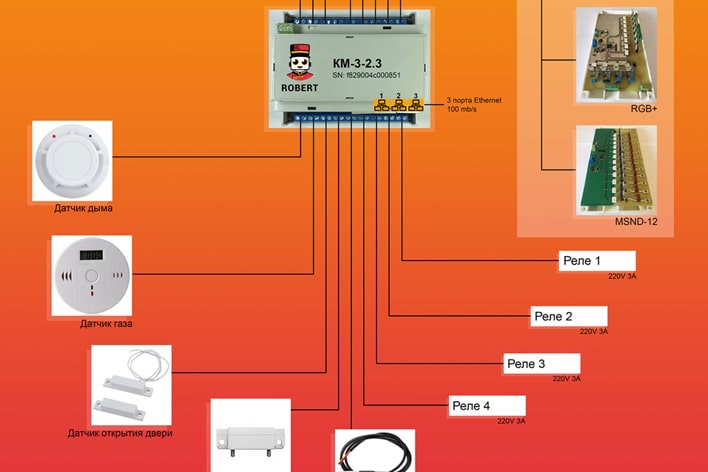 КМ-3-2.3
SN: f829004c000851
ROBERT
1 2 3
3 порта Ethernet
100 mb/s
RGB+
MSND-12
Датчик дыма
Датчик газа
Датчик открытия двери
Реле 1
220V 3A
Реле 2
220V 3A
Реле 3
220V 3A
Реле 4
220V 3A